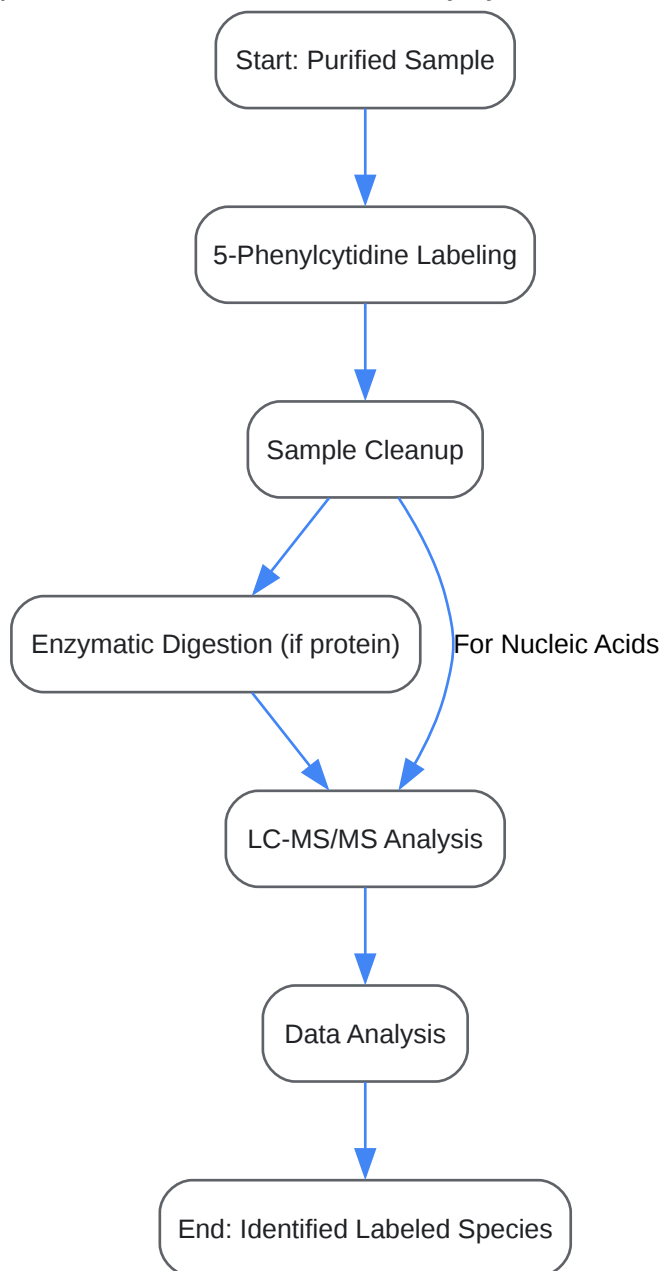 Start: Purified Sample
5-Phenylcytidine Labeling
Sample Cleanup
Enzymatic Digestion (if protein)
For Nucleic Acids
LC-MS/MS Analysis
Data Analysis
End: Identified Labeled Species